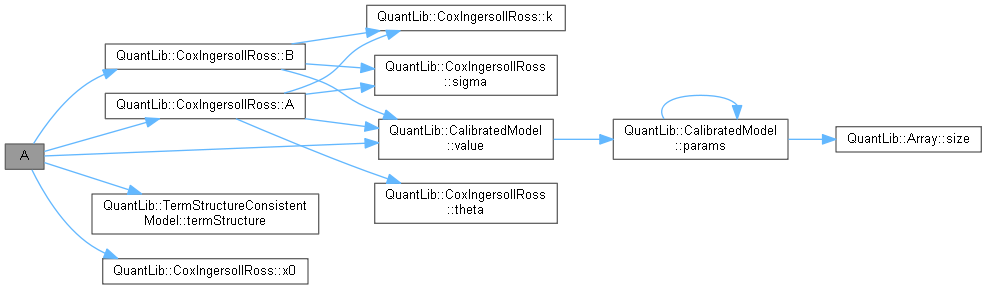 QuantLib::CoxIngersollRoss::k
QuantLib::CoxIngersollRoss::B
QuantLib::CoxIngersollRoss
::sigma
QuantLib::CoxIngersollRoss::A
QuantLib::CalibratedModel
::value
QuantLib::CalibratedModel
::params
QuantLib::Array::size
A
QuantLib::CoxIngersollRoss
::theta
QuantLib::TermStructureConsistent
Model::termStructure
QuantLib::CoxIngersollRoss::x0